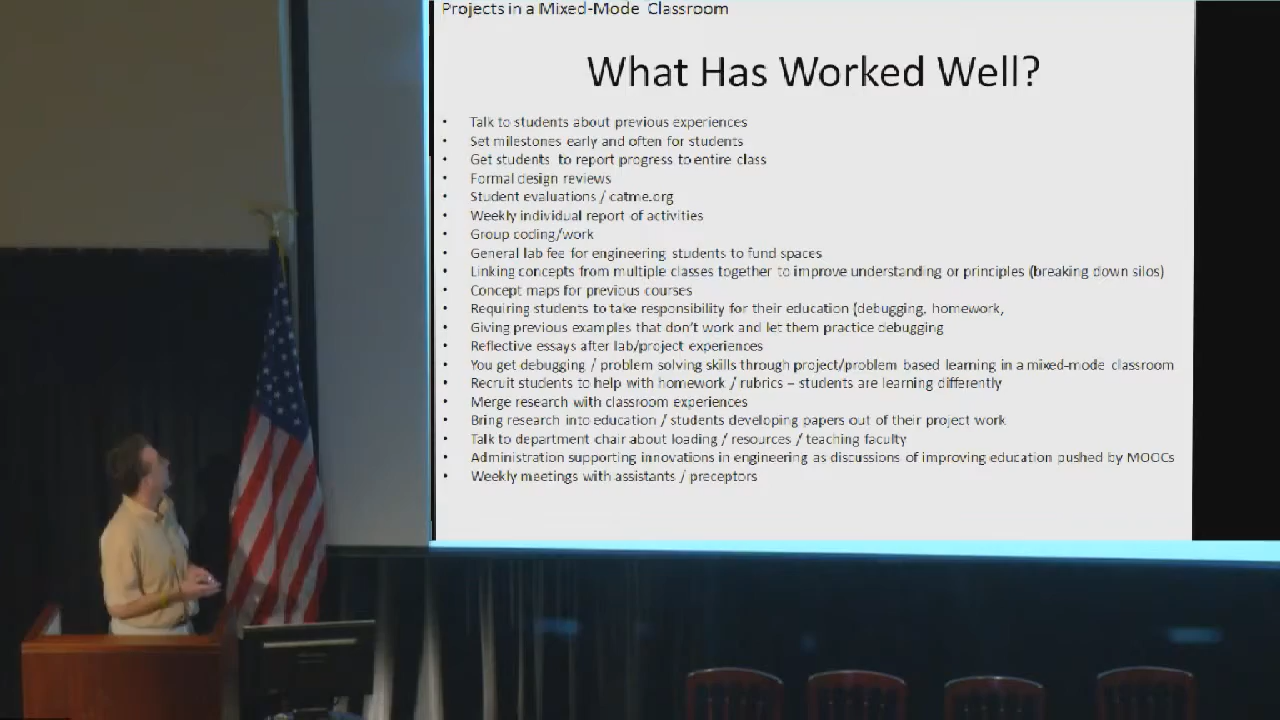 Projects in a Mixed-Mode Classroom
What Has Worked Well?
• Talk to students about previous experiences
• Set milestones early and often for students
• Get students to report progress to entire class
• Formal design reviews
• Student evaluations / catme.org
• Weekly individual report of activities
• Group coding/work
• General lab fee for engineering students to fund spaces
• Linking concepts from multiple classes together to improve understanding or principles (breaking down silos)
• Concept maps for previous courses
• Requiring students to take responsibility for their education (debugging, homework,
• Giving previous examples that don't work and let them practice debugging
• Reflective essays after lab/project experiences
• You get debugging / problem solving skills through project/problem based learning in a mixed-mode classroom
• Recruit students to help with homework / rubrics – students are learning differently
• Merge research with classroom experiences
• Bring research into education / students developing papers out of their project work
• Talk to department chair about loading / resources / teaching faculty
• Administration supporting innovations in engineering as discussions of improving education pushed by MOOCs
• Weekly meetings with assistants / preceptors